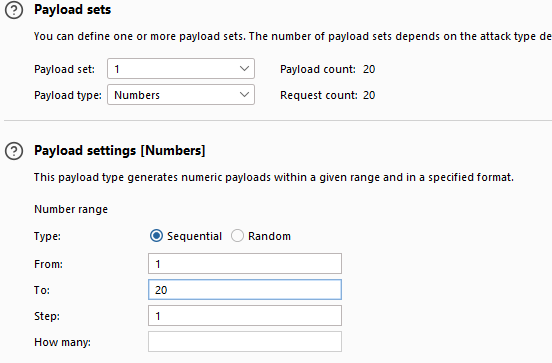 Payload sets
You can define one or more payload sets. The number of payload sets depends on the attack type de
Payload set: 1 Payload count: 20
Payload type: Numbers Request count: 20
Payload settings [Numbers]
This payload type generates numeric payloads within a given range and in a specified format.
Number range
Type: Sequential Random
From: 1
To: 20
Step: 1
How many: